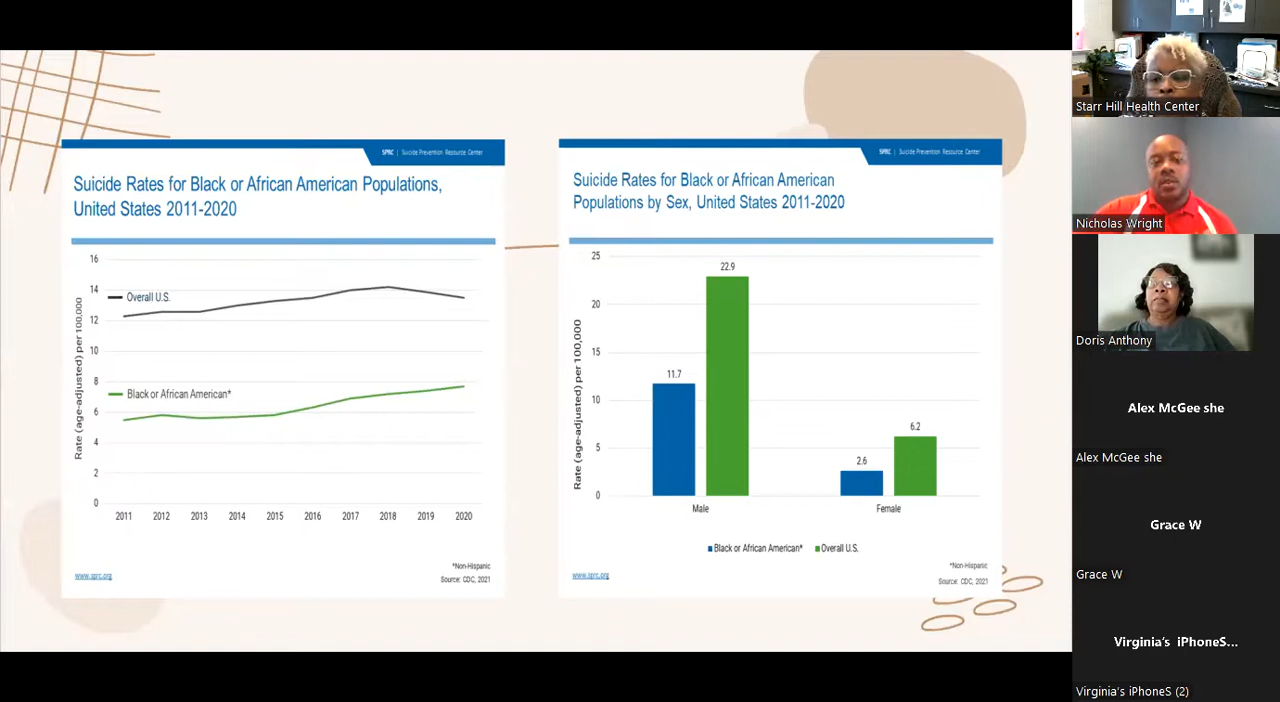 SPRC | Suicide Prevention Resource Center
Suicide Rates for Black or African American Populations,
United States 2011-2020
Rate (age-adjusted) per 100,000
16
14
12
10
8
6
4
2
0
Overall U.S.
Black or African American*
2011 2012 2013 2014 2015 2016 2017 2018 2019 2020
*Non-Hispanic
www.sprc.org
Source: CDC, 2021
SPRC | Suicide Prevention Resource Center
Suicide Rates for Black or African American
Populations by Sex, United States 2011-2020
Rate (age-adjusted) per 100,000
25
20
15
10
5
0
11.7
22.9
2.6
6.2
Male Female
Black or African American* Overall U.S.
*Non-Hispanic
www.sprc.org
Source: CDC, 2021
Starr Hill Health Center
Nicholas Wright
Doris Anthony
Alex McGee she
Alex McGee she
Grace W
Grace W
Virginia's iPhoneS...
Virginia's iPhoneS (2)